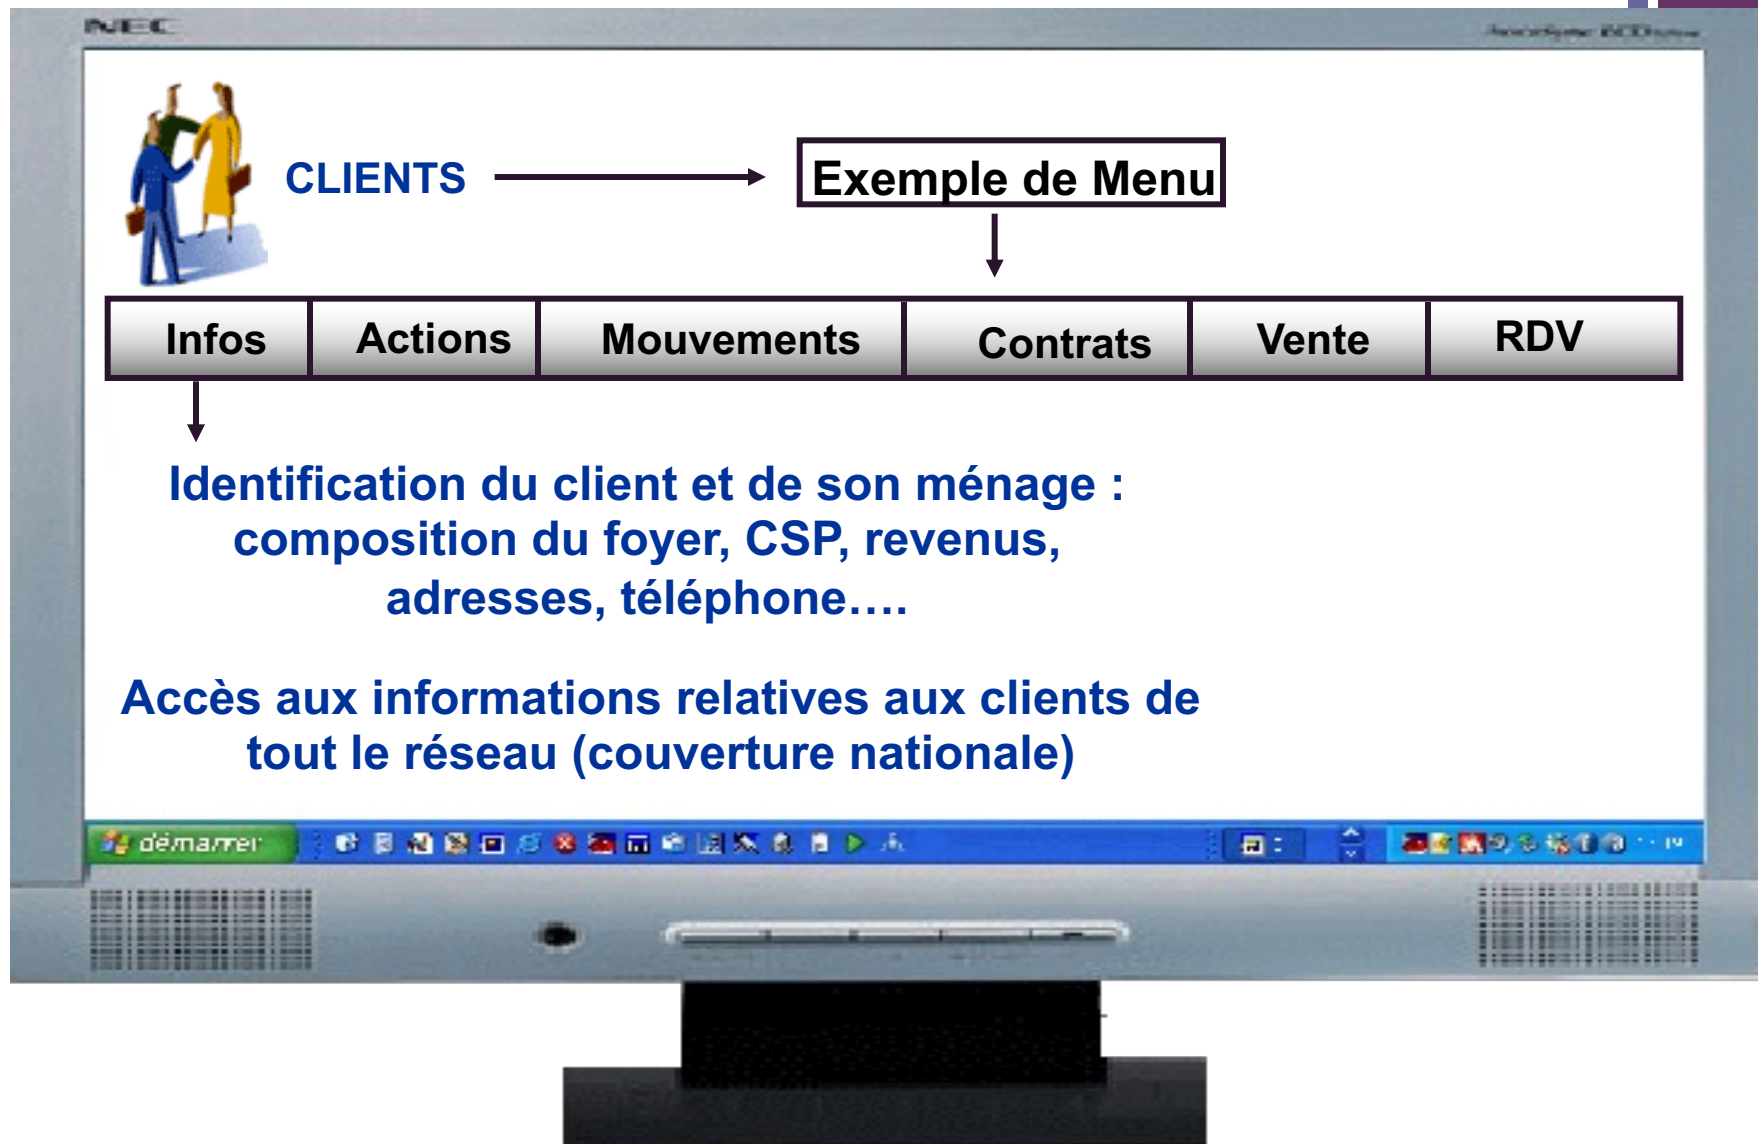 NEC
CLIENTS
Exemple de Menu
Infos Actions Mouvements Contrats Vente RDV
Identification du client et de son ménage :
composition du foyer, CSP, revenus,
adresses, téléphone….
Accès aux informations relatives aux clients de
tout le réseau (couverture nationale)
démarrer